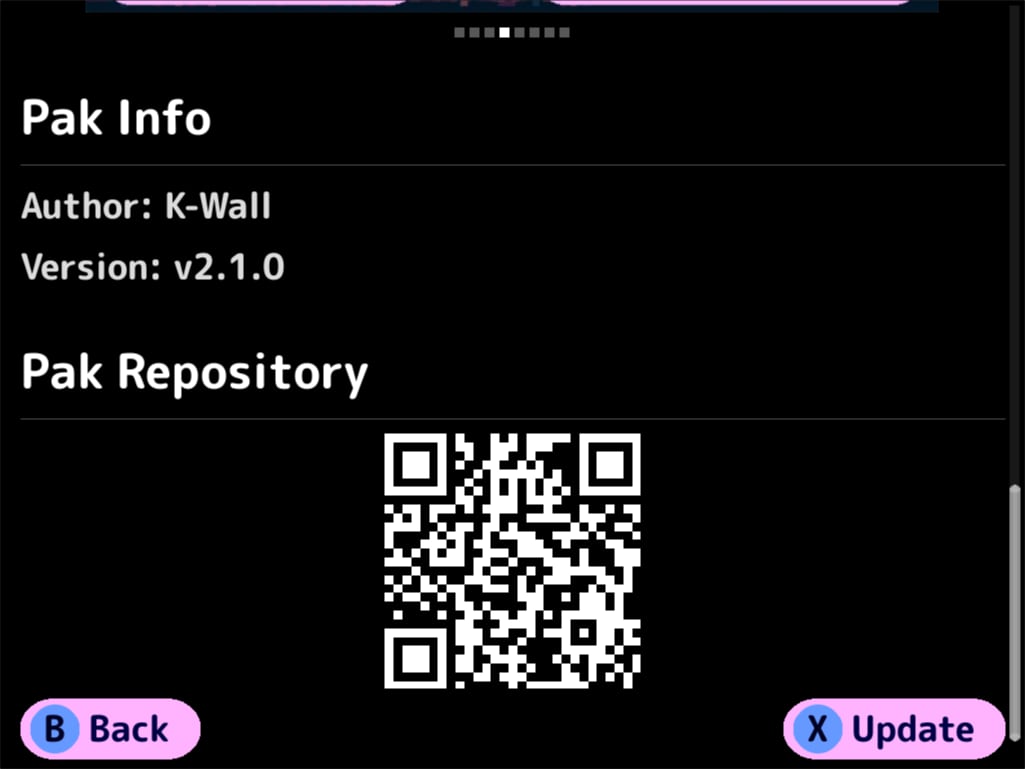 Pak Info
Author: K-Wall
Version: v2.1.0
Pak Repository
B Back
X Update